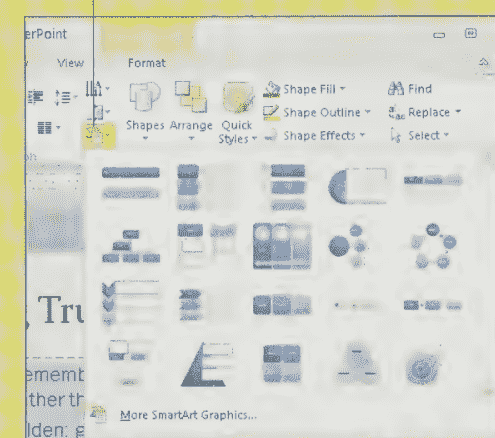 erPoint
View Format
Shape Fill Find
Shape Outline Replace
Shapes Arrange Quick Styles Shape Effects Select
, Tru
ememb
ther th
lden: g
More SmartArt Graphics...